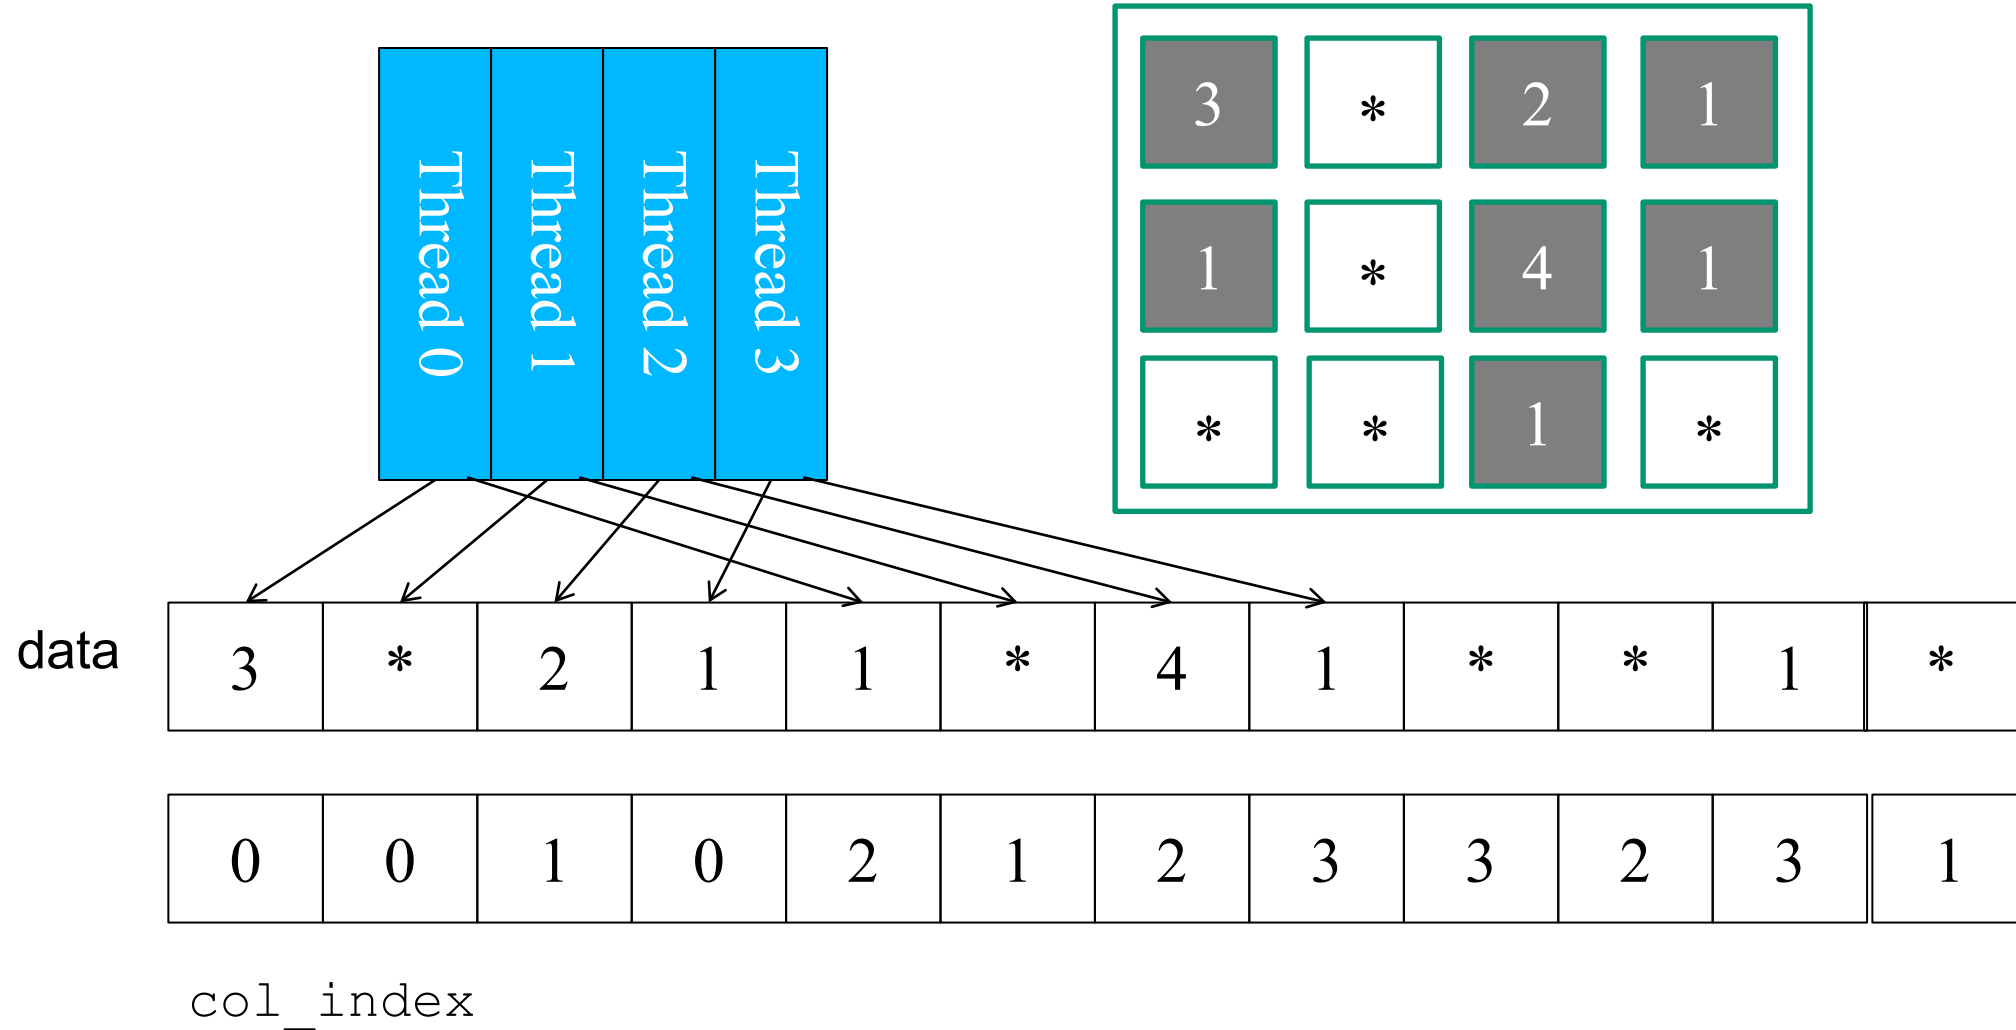 Thread 0
Thread 1
Thread 2
Thread 3
3 * 2 1
1 * 4 1
* * 1 *
data 3 * 2 1 1 * 4 1 * * 1 *
0 0 1 0 2 1 2 3 3 2 3 1
col_index